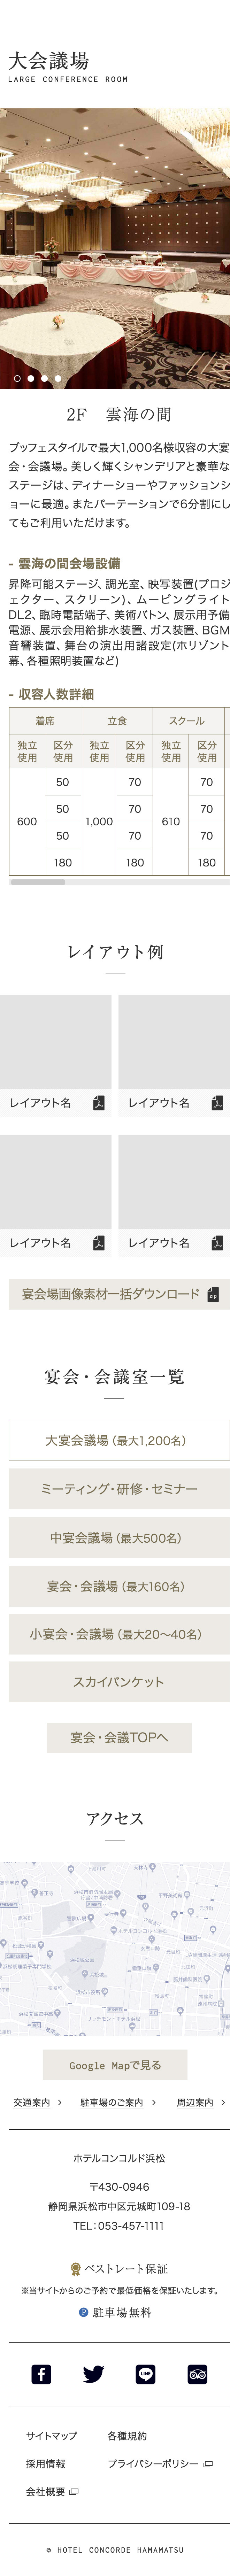 大会議場
LARGE CONFERENCE ROOM
2F 雲海の間
ブッフェスタイルで最大1,000名様収容の大宴
会・会議場。美しく輝くシャンデリアと豪華な
ステージは、ディナーショーやファッションシ
ョーに最適。またパーテーションで6分割にし
てもご利用いただけます。
- 雲海の間会場設備
昇降可能ステージ、調光室、映写装置(プロジ
ェクター、スクリーン)、ムービングライト
DL2、臨時電話端子、美術バトン、展示用予備
電源、展示会用給排水装置、ガス装置、BGM
音響装置、舞台の演出用諸設定(ホリゾント
幕、各種照明装置など)
- 収容人数詳細
着席 立食 スクール
独立使用 区分使用 独立使用 区分使用 独立使用 区分使用
50 70 70
50 70 70
600 1,000 610
50 70 70
180 180 180
レイアウト例
レイアウト名 レイアウト名
レイアウト名 レイアウト名
宴会場画像素材一括ダウンロード zip
宴会・会議室一覧
大宴会議場（最大1,200名）
ミーティング・研修・セミナー
中宴会議場（最大500名）
宴会・会議場（最大160名）
小宴会・会議場（最大20〜40名）
スカイバンケット
宴会・会議TOPへ
アクセス
Google Mapで見る
交通案内 駐車場のご案内 周辺案内
ホテルコンコルド浜松
〒430-0946
静岡県浜松市中区元城町109-18
TEL：053-457-1111
ベストレート保証
※当サイトからのご予約で最低価格を保証いたします。
P 駐車場無料
LINE
サイトマップ 各種規約
採用情報 プライバシーポリシー
会社概要
© HOTEL CONCORDE HAMAMATSU